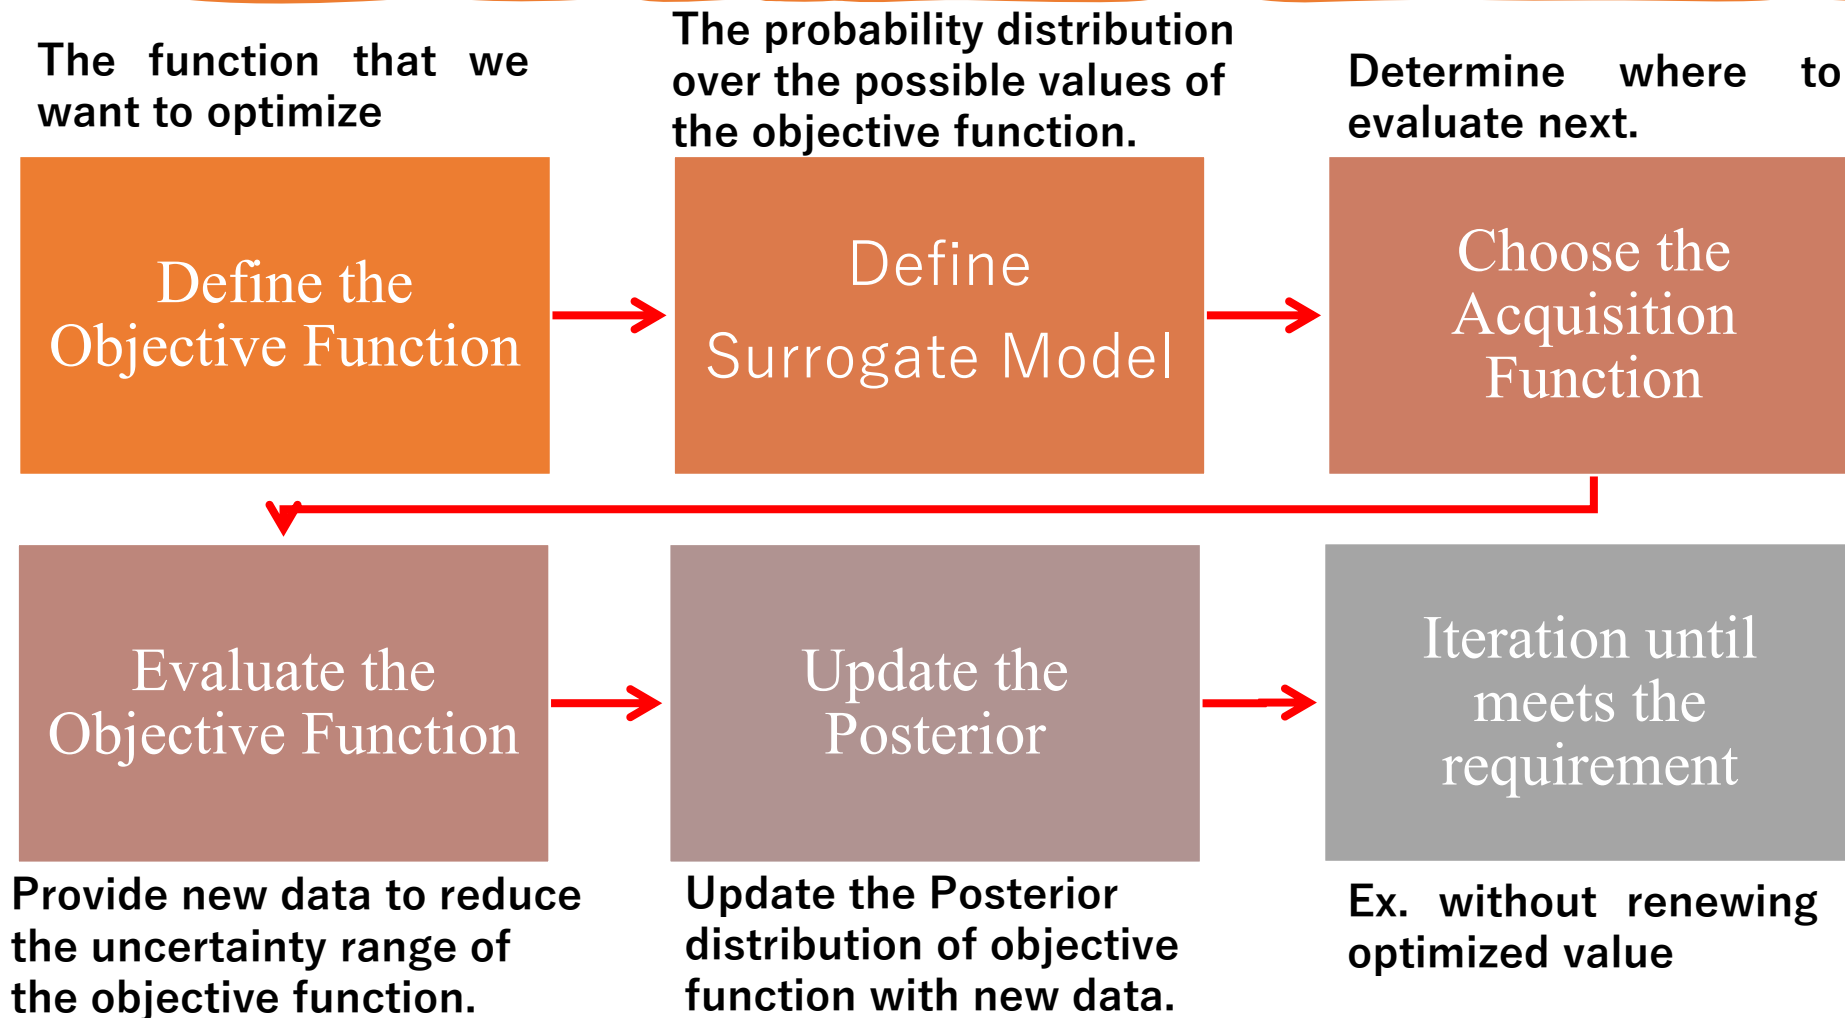 The function that we
want to optimize
The probability distribution
over the possible values of
the objective function.
Determine where to
evaluate next.
Define the
Objective Function
Define
Surrogate Model
Choose the
Acquisition
Function
Evaluate the
Objective Function
Update the
Posterior
Iteration until
meets the
requirement
Provide new data to reduce
the uncertainty range of
the objective function.
Update the Posterior
distribution of objective
function with new data.
Ex. without renewing
optimized value